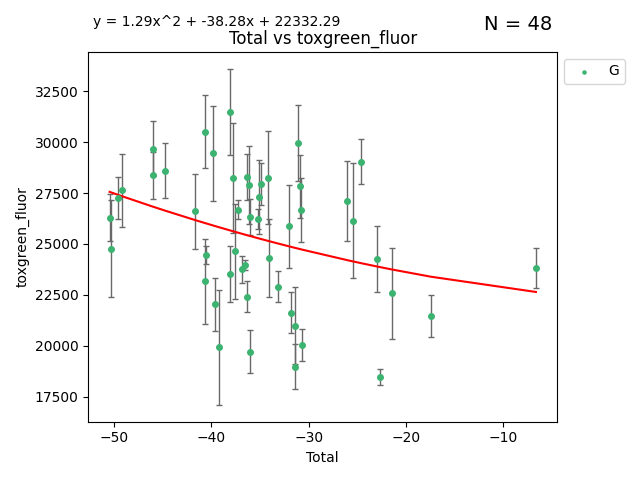 y = 1.29x^2 + -38.28x + 22332.29
N = 48
Total vs toxgreen_fluor
G
32500
30000
27500
25000
22500
20000
17500
toxgreen_fluor
−50 −40 −30 −20 −10
Total